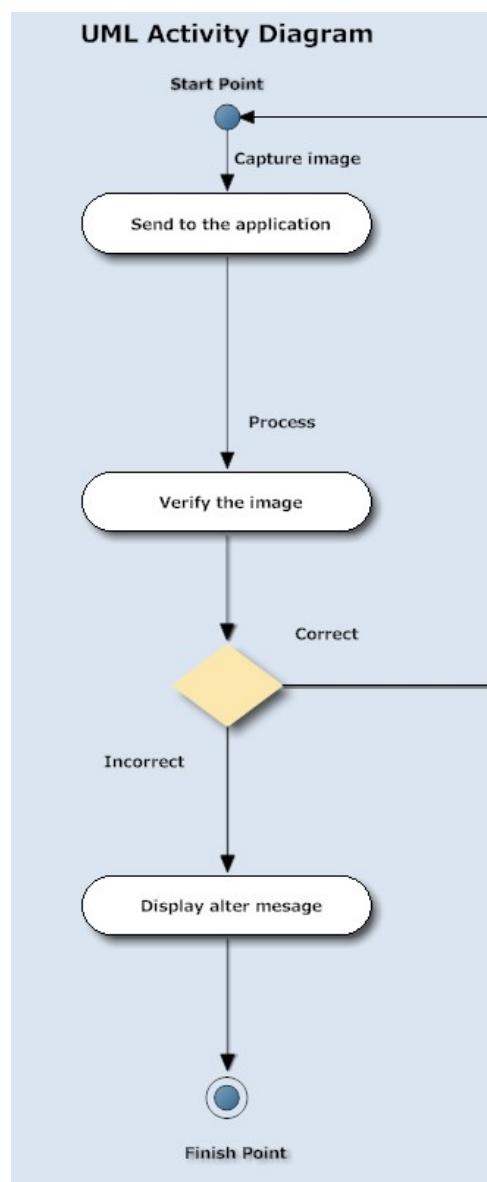 UML Activity Diagram
Start Point
Capture image
Send to the application
Process
Verify the image
Correct
Incorrect
Display alter mesage
Finish Point